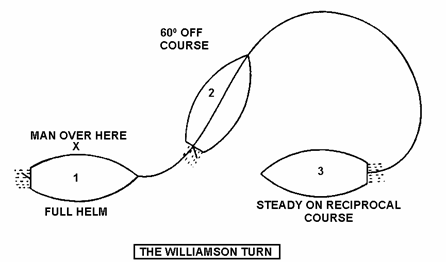 60º OFF
COURSE
2
MAN OVER HERE
X
1
FULL HELM
3
STEADY ON RECIPROCAL
COURSE
THE WILLIAMSON TURN